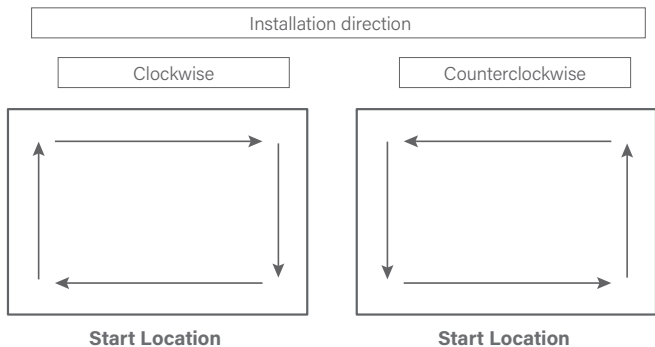 Installation direction
Clockwise
Counterclockwise
Start Location
Start Location